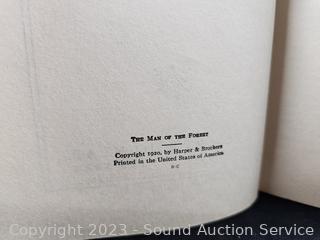 THE MAN OF THE FOREST
Copyright 1920, by Harper & Brothers
Printed in the United States of America
Copyright 2023 - Sound Auction Service